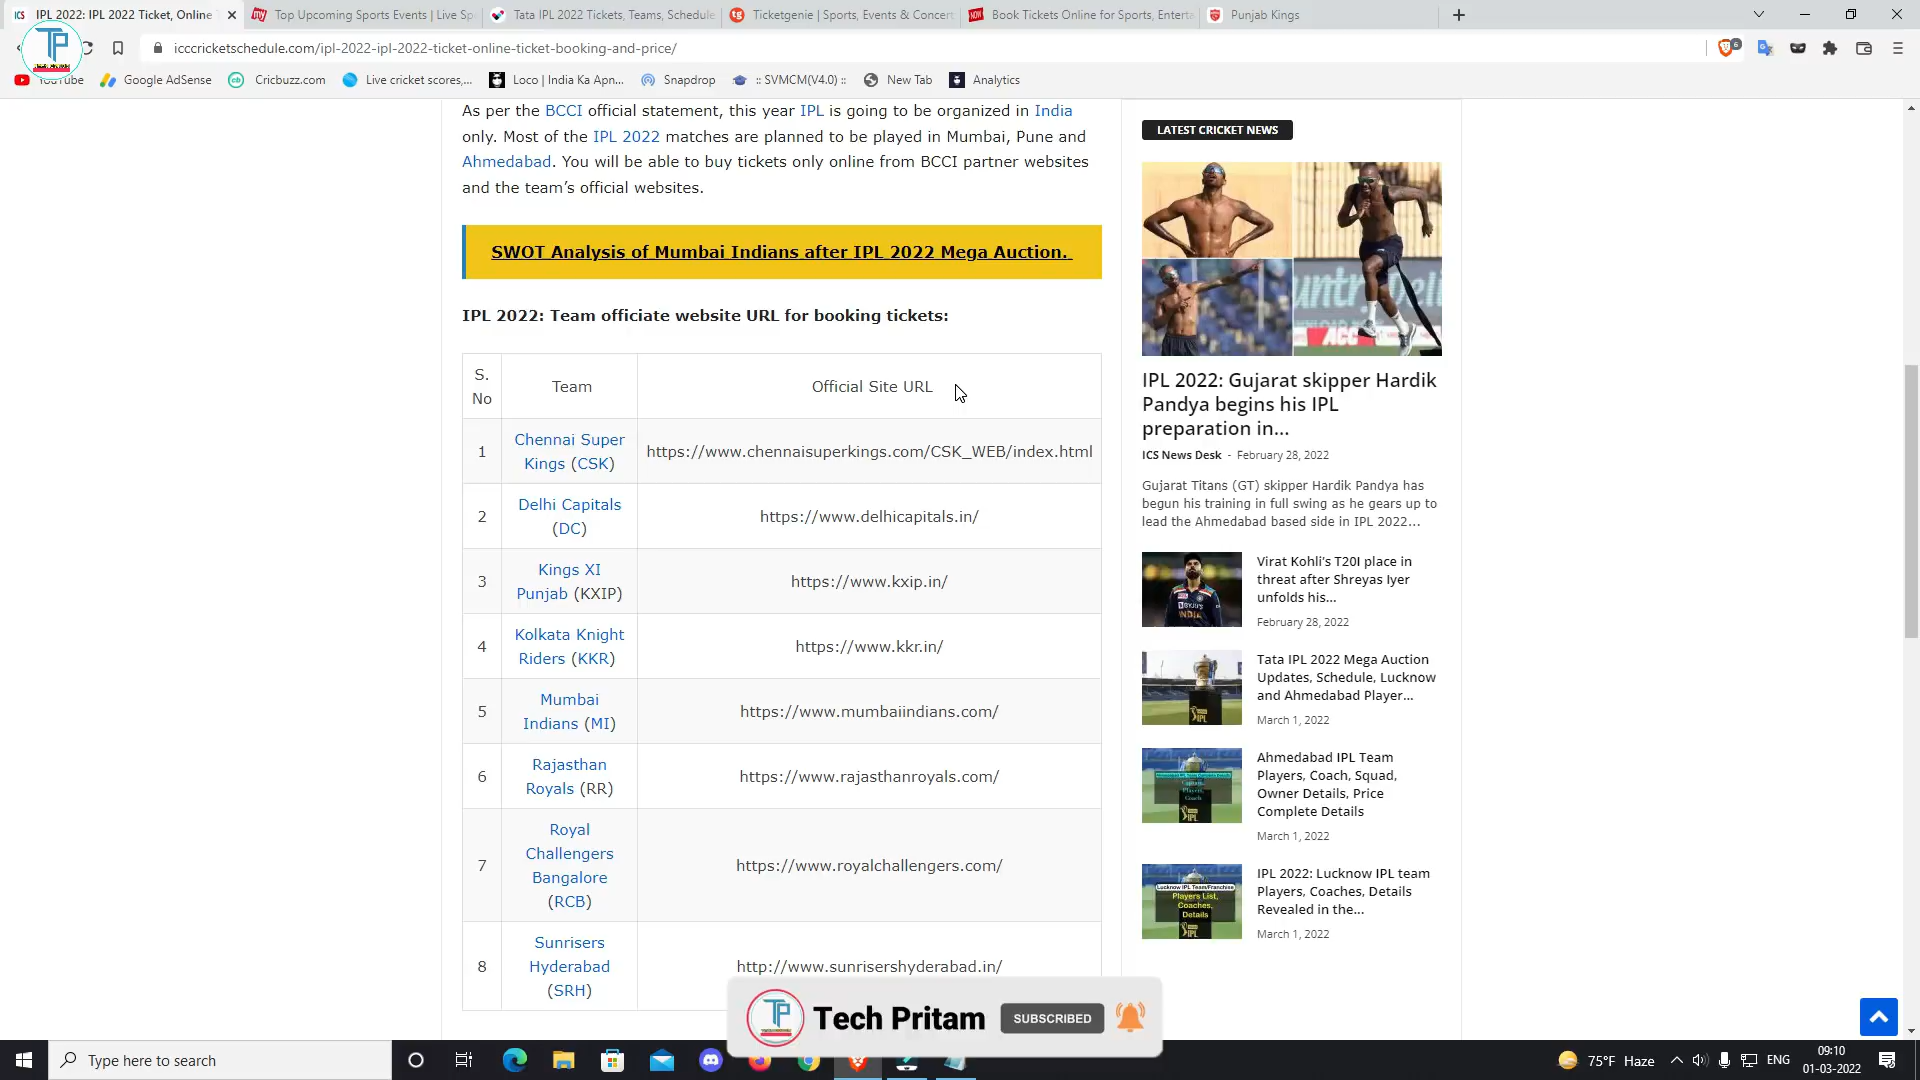 IPL 2022: IPL 2022 Ticket, Online
Top Upcoming Sports Events | Live Sp
Tata IPL 2022 Tickets, Teams, Schedule
Ticketgenie | Sports, Events & Concert
Book Tickets Online for Sports, Enterta
Punjab Kings
icccricketschedule.com/ipl-2022-ipl-2022-ticket-online-ticket-booking-and-price/
YouTube
Google AdSense
Cricbuzz.com
Live cricket scores,...
Loco | India Ka Apn...
Snapdrop
:: SVMCM(V4.0) ::
New Tab
Analytics
As per the BCCI official statement, this year IPL is going to be organized in India
only. Most of the IPL 2022 matches are planned to be played in Mumbai, Pune and
Ahmedabad. You will be able to buy tickets only online from BCCI partner websites
and the team's official websites.
SWOT Analysis of Mumbai Indians after IPL 2022 Mega Auction.
IPL 2022: Team officiate website URL for booking tickets:
S. No
Team
Official Site URL
1
Chennai Super
Kings (CSK)
https://www.chennaisuperkings.com/CSK_WEB/index.html
2
Delhi Capitals
(DC)
https://www.delhicapitals.in/
3
Kings XI
Punjab (KXIP)
https://www.kxip.in/
4
Kolkata Knight
Riders (KKR)
https://www.kkr.in/
5
Mumbai
Indians (MI)
https://www.mumbaiindians.com/
6
Rajasthan
Royals (RR)
https://www.rajasthanroyals.com/
7
Royal
Challengers
Bangalore
(RCB)
https://www.royalchallengers.com/
8
Sunrisers
Hyderabad
(SRH)
http://www.sunrisershyderabad.in/
LATEST CRICKET NEWS
IPL 2022: Gujarat skipper Hardik
Pandya begins his IPL
preparation in...
ICS News Desk - February 28, 2022
Gujarat Titans (GT) skipper Hardik Pandya has
begun his training in full swing as he gears up to
lead the Ahmedabad based side in IPL 2022...
Virat Kohli's T20I place in
threat after Shreyas Iyer
unfolds his...
February 28, 2022
Tata IPL 2022 Mega Auction
Updates, Schedule, Lucknow
and Ahmedabad Player...
March 1, 2022
Ahmedabad IPL Team
Players, Coach, Squad,
Owner Details, Price
Complete Details
March 1, 2022
Lucknow IPL Team/Franchise
Players List,
Coaches,
Details
IPL 2022: Lucknow IPL team
Players, Coaches, Details
Revealed in the...
March 1, 2022
TP
Tech Pritam
SUBSCRIBED
Type here to search
75°F Haze
ENG
09:10
01-03-2022